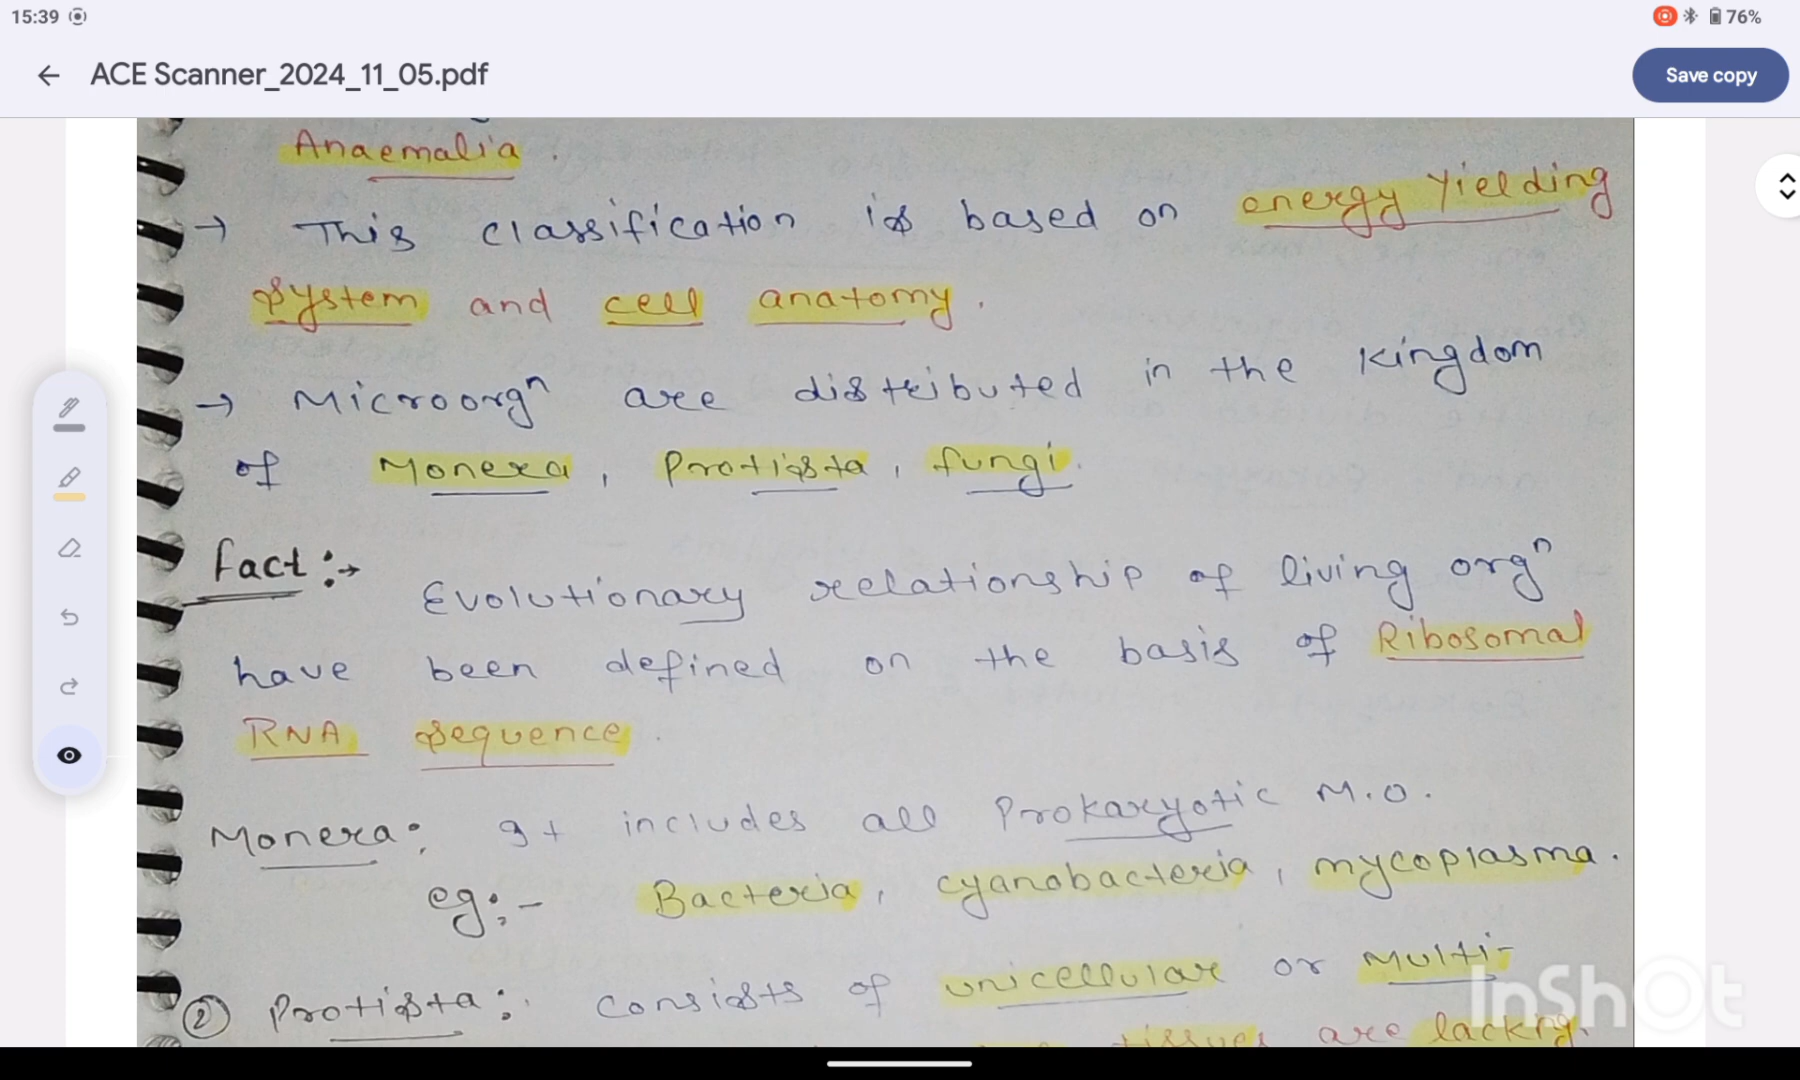 15:39 76%
ACE Scanner_2024_11_05.pdf Save copy
Anaemalia.
→ This classification is based on energy Yielding
System and cell anatomy.
→ Microorgⁿ are distributed in the kingdom
of Monera, Protista, fungi.
fact :→ Evolutionary relationship of living orgⁿ
have been defined on the basis of Ribosomal
RNA sequence.
Monera: It includes all Prokaryotic M.O.
eg:- Bacteria, cyanobacteria, mycoplasma.
② Protista: Consists of unicellular or Multi-
tissues are lacking.
InShOt